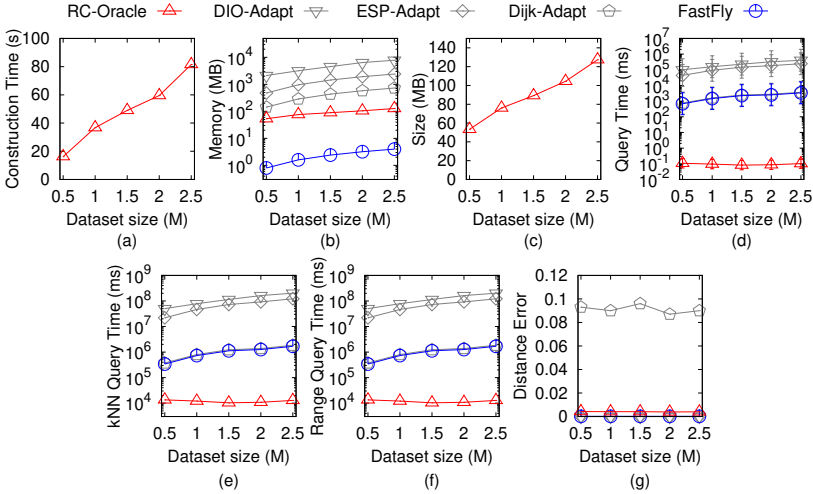 RC-Oracle DIO-Adapt ESP-Adapt Dijk-Adapt FastFly
Construction Time (s)
100
80
60
40
20
0
0.5 1 1.5 2 2.5
Dataset size (M)
(a)
Memory (MB)
10^4
10^3
10^2
10^1
10^0
0.5 1 1.5 2 2.5
Dataset size (M)
(b)
Size (MB)
140
120
100
80
60
40
20
0
0.5 1 1.5 2 2.5
Dataset size (M)
(c)
Query Time (ms)
10^7
10^6
10^5
10^4
10^3
10^2
10^1
10^0
10^-1
10^-2
0.5 1 1.5 2 2.5
Dataset size (M)
(d)
kNN Query Time (ms)
10^9
10^8
10^7
10^6
10^5
10^4
0.5 1 1.5 2 2.5
Dataset size (M)
(e)
Range Query Time (ms)
10^9
10^8
10^7
10^6
10^5
10^4
0.5 1 1.5 2 2.5
Dataset size (M)
(f)
Distance Error
0.12
0.1
0.08
0.06
0.04
0.02
0
0.5 1 1.5 2 2.5
Dataset size (M)
(g)